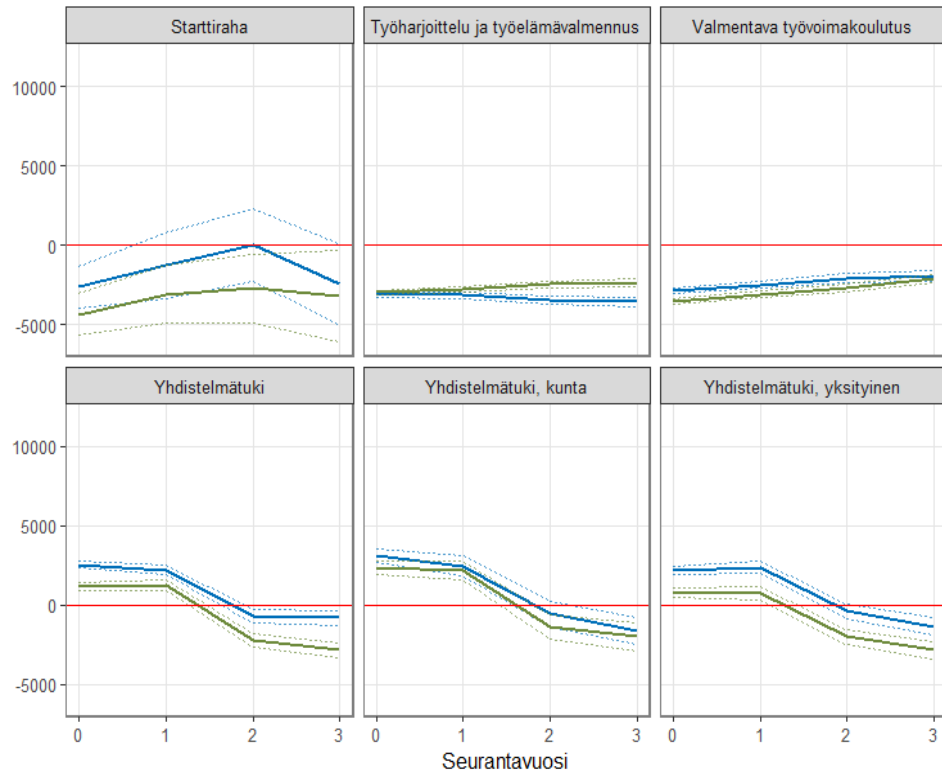 Starttiraha
Työharjoittelu ja työelämävalmennus
Valmentava työvoimakoulutus
10000
5000
0
-5000
Yhdistelmätuki
Yhdistelmätuki, kunta
Yhdistelmätuki, yksityinen
10000
5000
0
-5000
0 1 2 3
0 1 2 3
0 1 2 3
Seurantavuosi